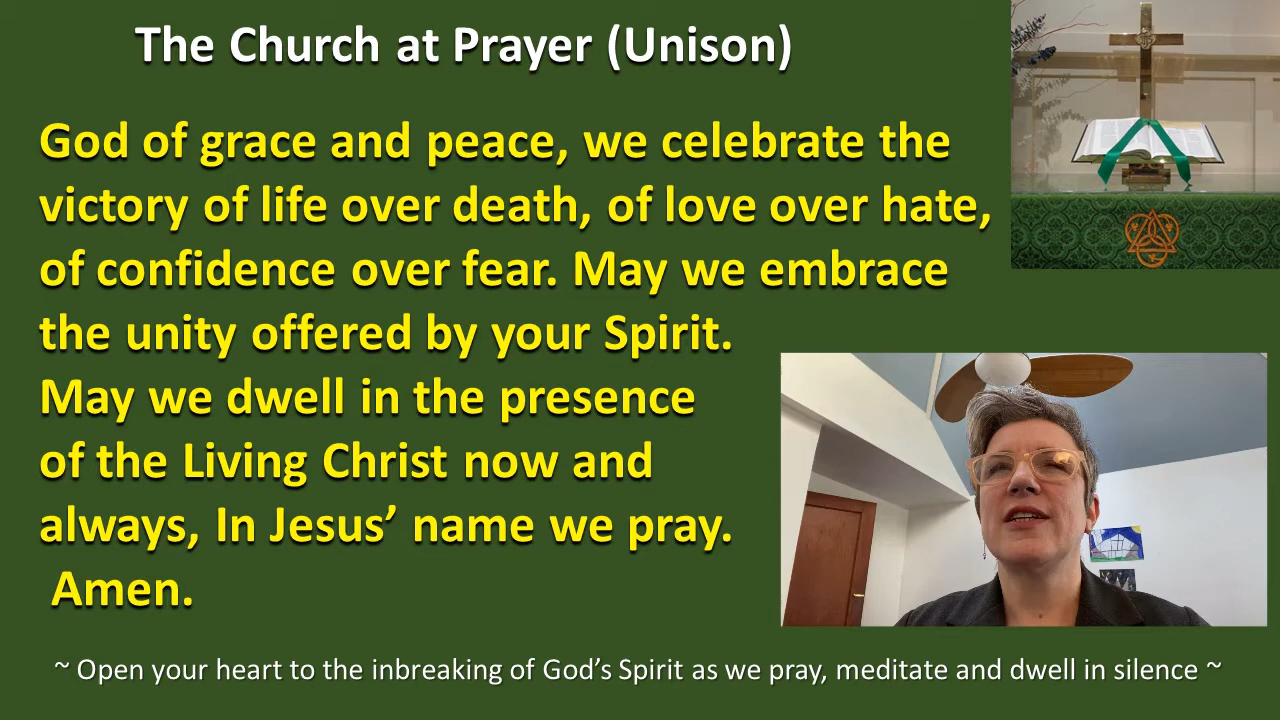 The Church at Prayer (Unison)
God of grace and peace, we celebrate the
victory of life over death, of love over hate,
of confidence over fear. May we embrace
the unity offered by your Spirit.
May we dwell in the presence
of the Living Christ now and
always, In Jesus’ name we pray.
Amen.
~ Open your heart to the inbreaking of God’s Spirit as we pray, meditate and dwell in silence ~